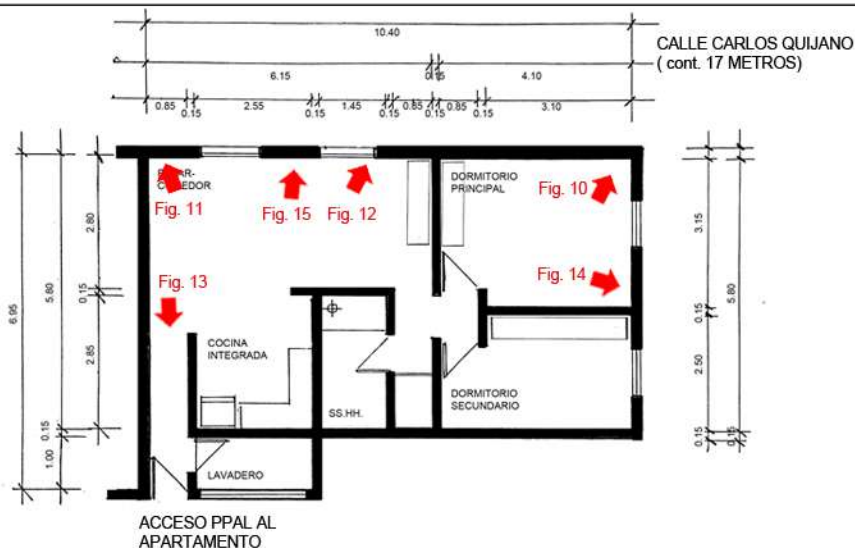 10.40
CALLE CARLOS QUIJANO
( cont. 17 METROS)
6.15
0.15
4.10
0.85
0.15
2.55
0.15
1.45
0.15
0.85
0.15
0.85
0.15
3.10
DORMITORIO
PRINCIPAL
Fig. 10
Fig. 11
Fig. 15
Fig. 12
Fig. 14
Fig. 13
COCINA
INTEGRADA
SS.HH.
DORMITORIO
SECUNDARIO
LAVADERO
ACCESO PPAL AL
APARTAMENTO
6.95
5.80
0.15
1.00
2.80
0.15
2.85
3.15
0.15
2.50
0.15
5.80
0.15